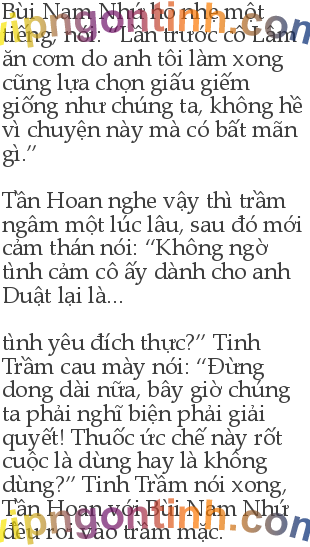 Bùi Nam Nhứ ho nhẹ một
tiếng, nói: “Lần trước cô Lâm
ăn cơm do anh tôi làm xong
cũng lựa chọn giấu giếm
giống như chúng ta, không hề
vì chuyện này mà có bất mãn
gì.”
Tần Hoan nghe vậy thì trầm
ngâm một lúc lâu, sau đó mới
cảm thán nói: “Không ngờ
tình cảm cô ấy dành cho anh
Duật lại là...
tình yêu đích thực?” Tinh
Trầm cau mày nói: “Đừng
dong dài nữa, bây giờ chúng
ta phải nghĩ biện phải giải
quyết! Thuốc ức chế này rốt
cuộc là dùng hay là không
dùng?” Tinh Trầm nói xong,
Tần Hoan với Bùi Nam Nhứ
đều rơi vào trầm mặc.
vipngontinh.com
vipngontinh.com